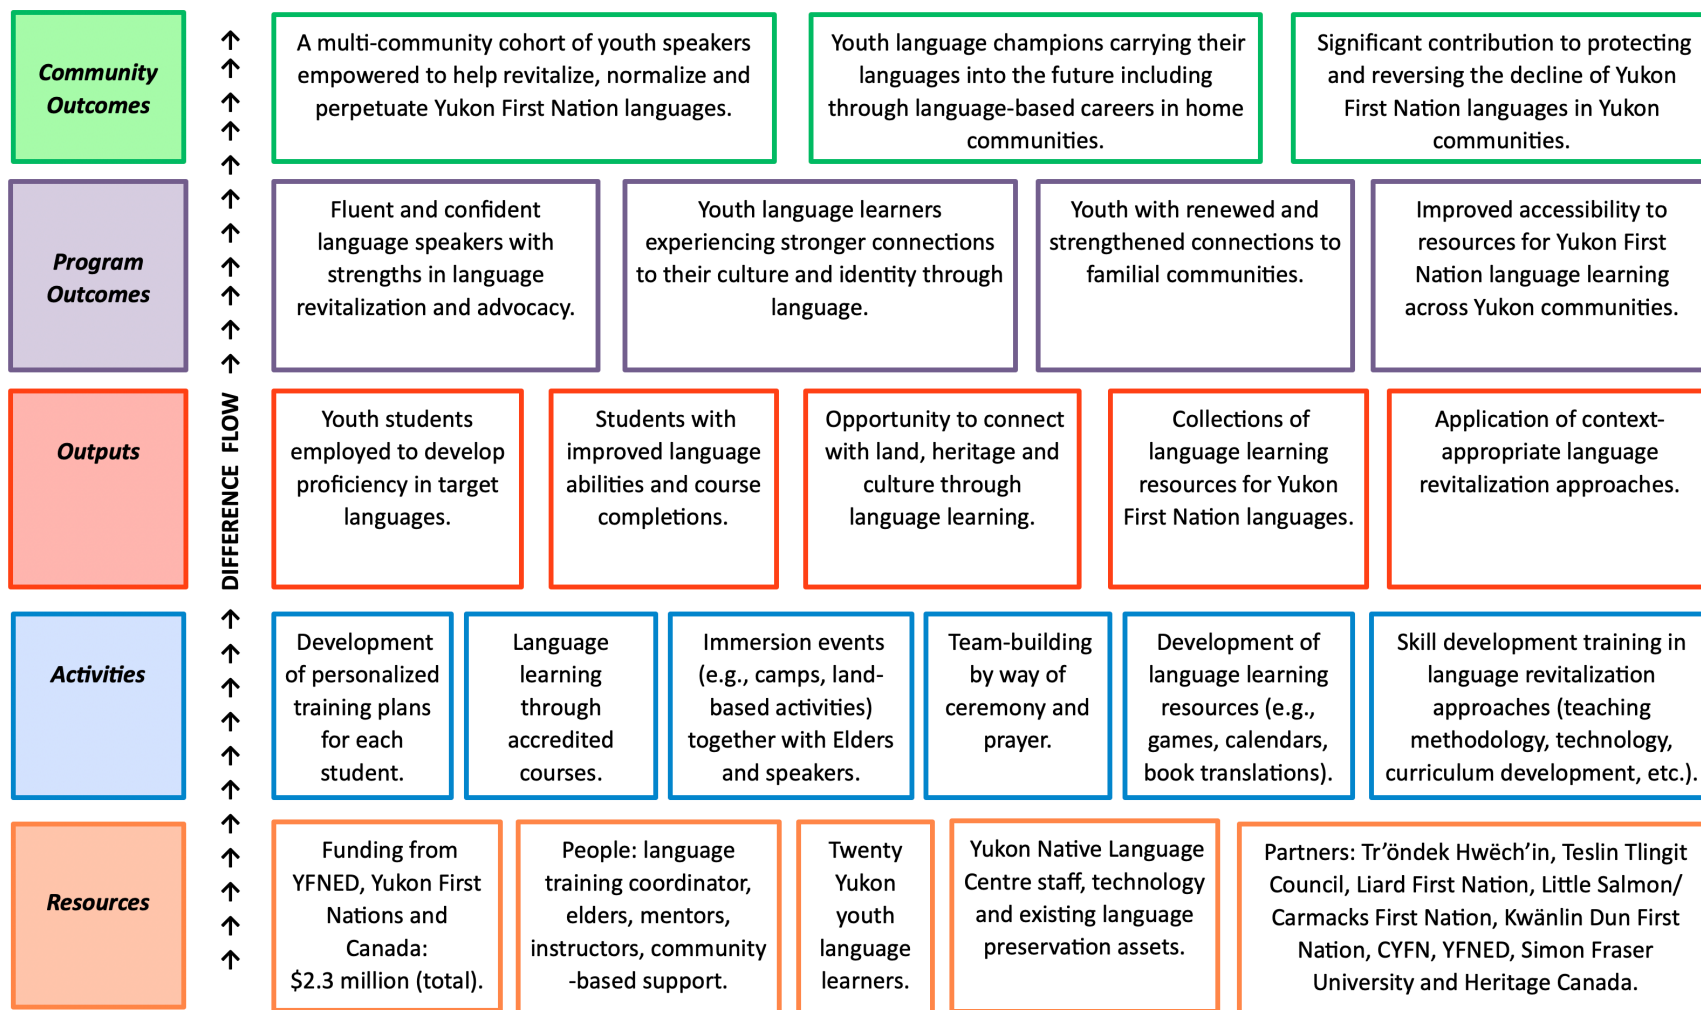 Community
Outcomes
A multi-community cohort of youth speakers
empowered to help revitalize, normalize and
perpetuate Yukon First Nation languages.
Youth language champions carrying their
languages into the future including
through language-based careers in home
communities.
Significant contribution to protecting
and reversing the decline of Yukon
First Nation languages in Yukon
communities.
Program
Outcomes
Fluent and confident
language speakers with
strengths in language
revitalization and advocacy.
Youth language learners
experiencing stronger connections
to their culture and identity through
language.
Youth with renewed and
strengthened connections to
familial communities.
Improved accessibility to
resources for Yukon First
Nation language learning
across Yukon communities.
DIFFERENCE FLOW
Outputs
Youth students
employed to develop
proficiency in target
languages.
Students with
improved language
abilities and course
completions.
Opportunity to connect
with land, heritage and
culture through
language learning.
Collections of
language learning
resources for Yukon
First Nation languages.
Application of context-
appropriate language
revitalization approaches.
Activities
Development
of personalized
training plans
for each
student.
Language
learning
through
accredited
courses.
Immersion events
(e.g., camps, land-
based activities)
together with Elders
and speakers.
Team-building
by way of
ceremony and
prayer.
Development of
language learning
resources (e.g.,
games, calendars,
book translations).
Skill development training in
language revitalization
approaches (teaching
methodology, technology,
curriculum development, etc.).
Resources
Funding from
YFNED, Yukon First
Nations and
Canada:
$2.3 million (total).
People: language
training coordinator,
elders, mentors,
instructors, community
-based support.
Twenty
Yukon
youth
language
learners.
Yukon Native Language
Centre staff, technology
and existing language
preservation assets.
Partners: Tr’öndek Hwëch’in, Teslin Tlingit
Council, Liard First Nation, Little Salmon/
Carmacks First Nation, Kwänlin Dun First
Nation, CYFN, YFNED, Simon Fraser
University and Heritage Canada.